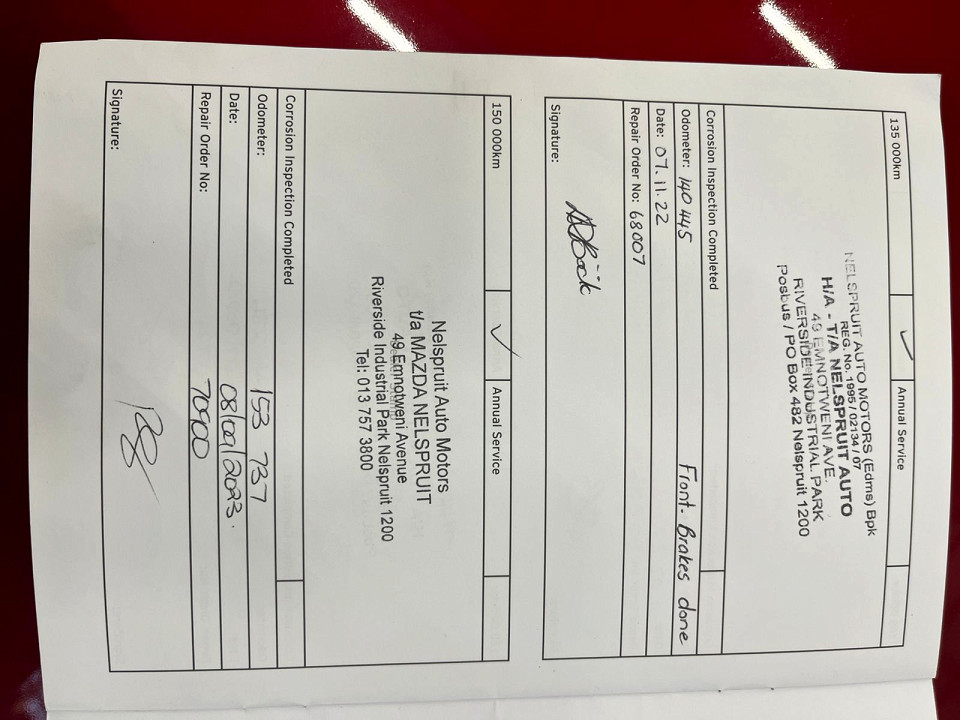 135 000km ✓ Annual Service
NELSPRUIT AUTO MOTORS (Edms) Bpk
REG. No. 1995 / 02134 / 07
H/A - T/A NELSPRUIT AUTO
49 EMNOTWENI AVE.
RIVERSIDE INDUSTRIAL PARK
Posbus / PO Box 482 Nelspruit 1200
Corrosion Inspection Completed
Odometer: 140 445 Front. Brakes done
Date: 07.11.22
Repair Order No: 68007
Signature:
150 000km ✓ Annual Service
Nelspruit Auto Motors
t/a MAZDA NELSPRUIT
49 Emnotweni Avenue
Riverside Industrial Park Nelspruit 1200
Tel: 013 757 3800
Corrosion Inspection Completed
Odometer: 153 737
Date: 08/09/2023.
Repair Order No: 70900
Signature: